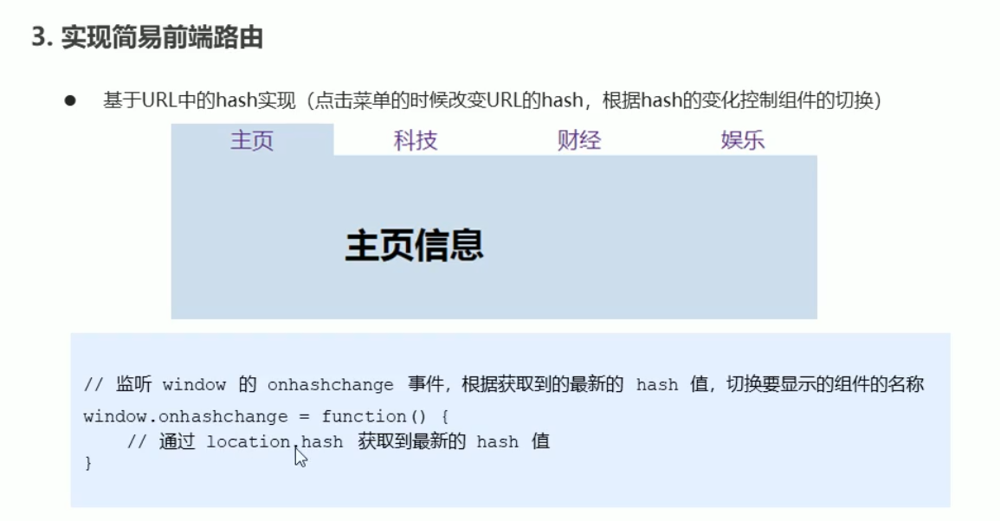 3. 实现简易前端路由
● 基于URL中的hash实现（点击菜单的时候改变URL的hash，根据hash的变化控制组件的切换）
主页 科技 财经 娱乐
主页信息
// 监听 window 的 onhashchange 事件，根据获取到的最新的 hash 值，切换要显示的组件的名称
window.onhashchange = function() {
    // 通过 location.hash 获取到最新的 hash 值
}